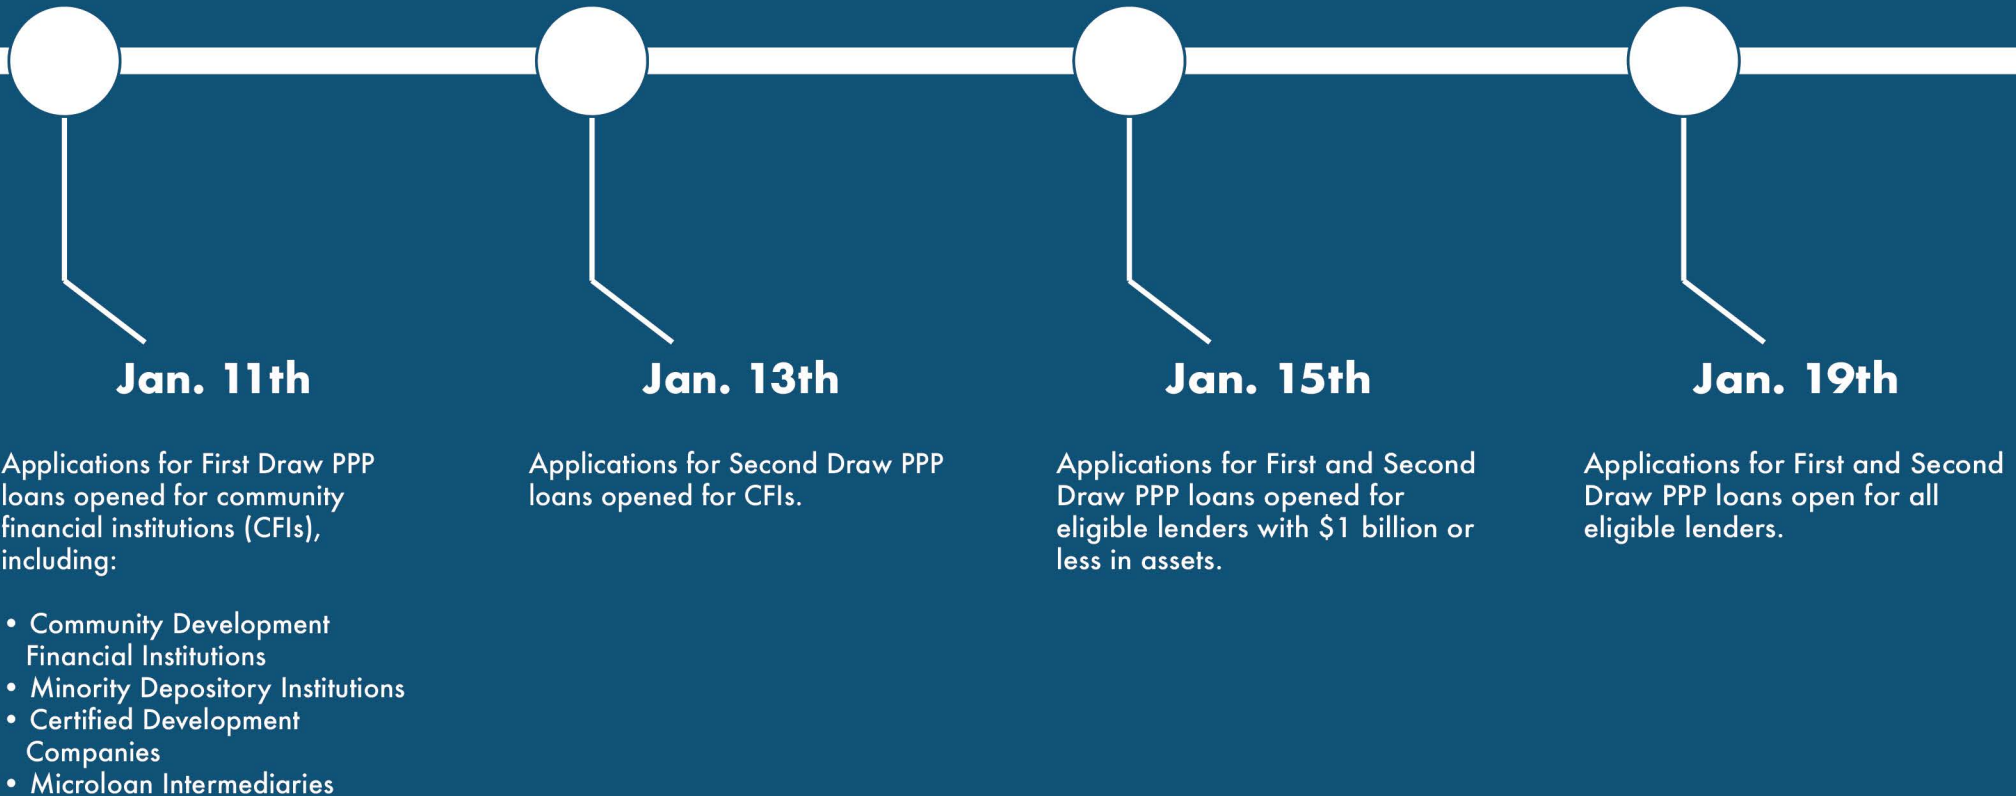 Jan. 11th
Applications for First Draw PPP
loans opened for community
financial institutions (CFIs),
including:
• Community Development
Financial Institutions
• Minority Depository Institutions
• Certified Development
Companies
• Microloan Intermediaries
Jan. 13th
Applications for Second Draw PPP
loans opened for CFIs.
Jan. 15th
Applications for First and Second
Draw PPP loans opened for
eligible lenders with $1 billion or
less in assets.
Jan. 19th
Applications for First and Second
Draw PPP loans open for all
eligible lenders.